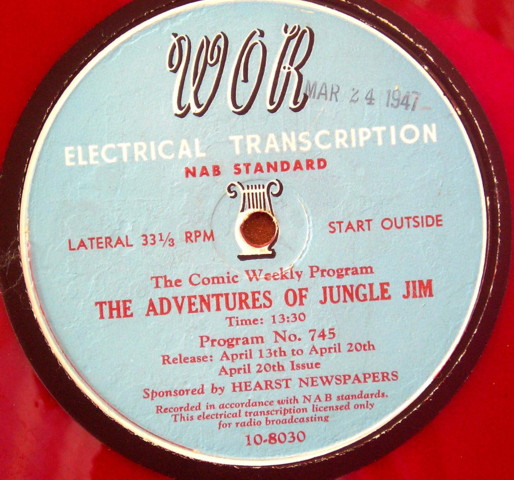 WOR
MAR 24 1947
ELECTRICAL TRANSCRIPTION
NAB STANDARD
LATERAL 33 1/3 RPM
START OUTSIDE
The Comic Weekly Program
THE ADVENTURES OF JUNGLE JIM
Time: 13:30
Program No. 745
Release: April 13th to April 20th
April 20th Issue
Sponsored by HEARST NEWSPAPERS
Recorded in accordance with NAB standards.
This electrical transcription licensed only
for radio broadcasting
10-8030